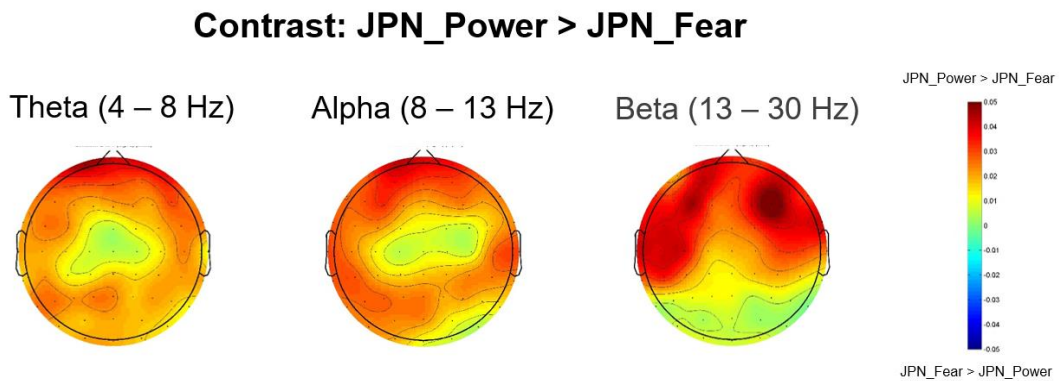 Contrast: JPN_Power > JPN_Fear
Theta (4 – 8 Hz)
Alpha (8 – 13 Hz)
Beta (13 – 30 Hz)
JPN_Power > JPN_Fear
0.05
0.04
0.03
0.02
0.01
0
-0.01
-0.02
-0.03
-0.04
-0.05
JPN_Fear > JPN_Power